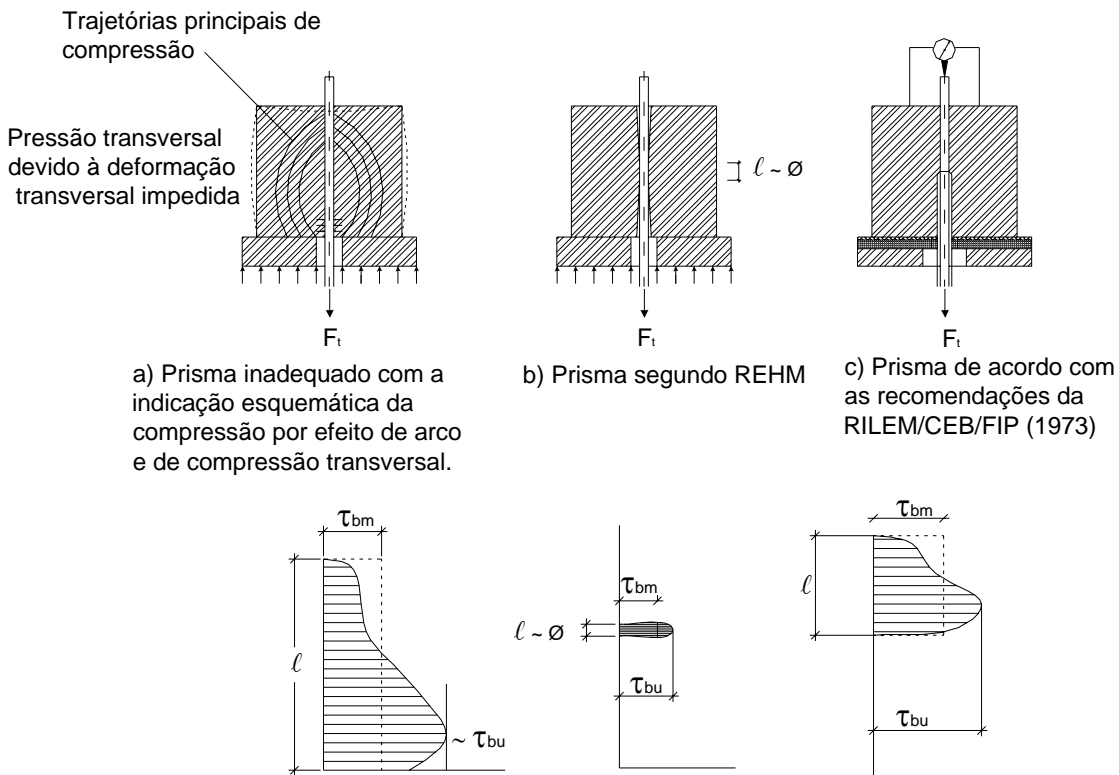 Trajetórias principais de
compressão
Pressão transversal
devido à deformação
transversal impedida
ℓ ~ Ø
Ft
Ft
Ft
a) Prisma inadequado com a
indicação esquemática da
compressão por efeito de arco
e de compressão transversal.
b) Prisma segundo REHM
c) Prisma de acordo com
as recomendações da
RILEM/CEB/FIP (1973)
τbm
ℓ
~ τbu
τbm
ℓ ~ Ø
τbu
τbm
ℓ
τbu